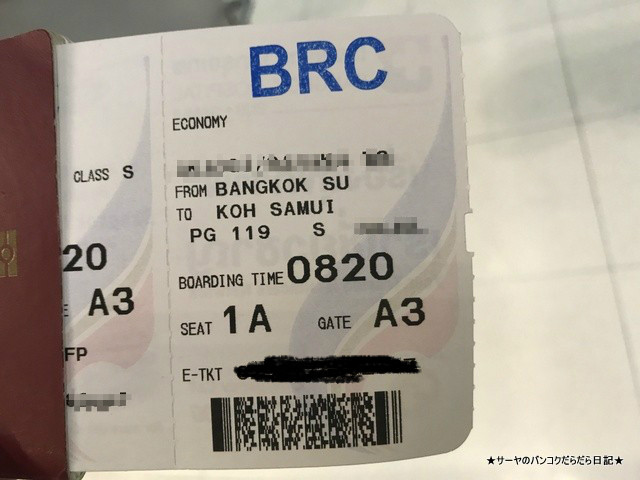 BRC
ECONOMY
CLASS S
FROM BANGKOK SU
TO KOH SAMUI
PG 119 S
20
BOARDING TIME 0820
E A3
SEAT 1A GATE A3
FP
E-TKT
★サーヤのバンコクだらだら日記★